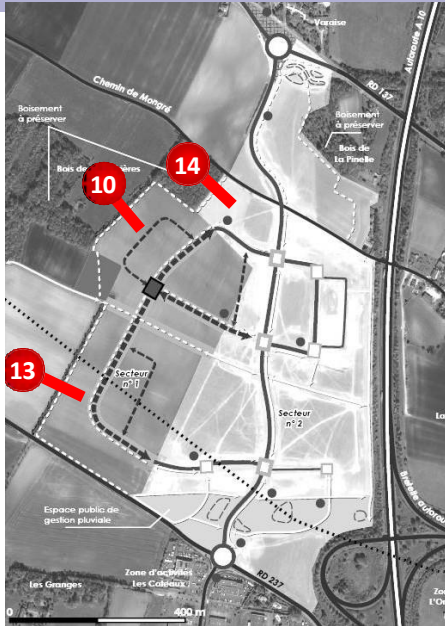 Varaise
Autoroute A 10
RD 137
Chemin de Mongré
Boisement
à préserver
Boisement
à préserver
Bois de
La Pinelle
14
10
13
Secteur
n° 1
Secteur
n° 2
Espace public de
gestion pluviale
Zone d'activités
Les Coteaux
Les Granges
RD 237
0
400 m